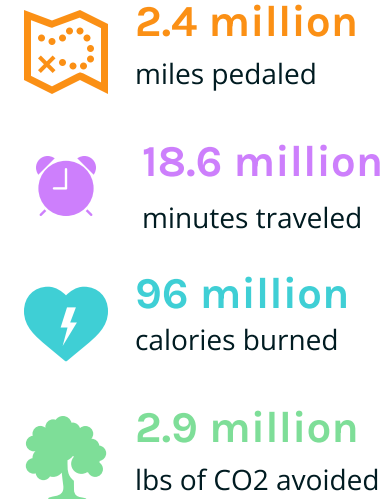 2.4 million
miles pedaled
18.6 million
minutes traveled
96 million
calories burned
2.9 million
lbs of CO2 avoided